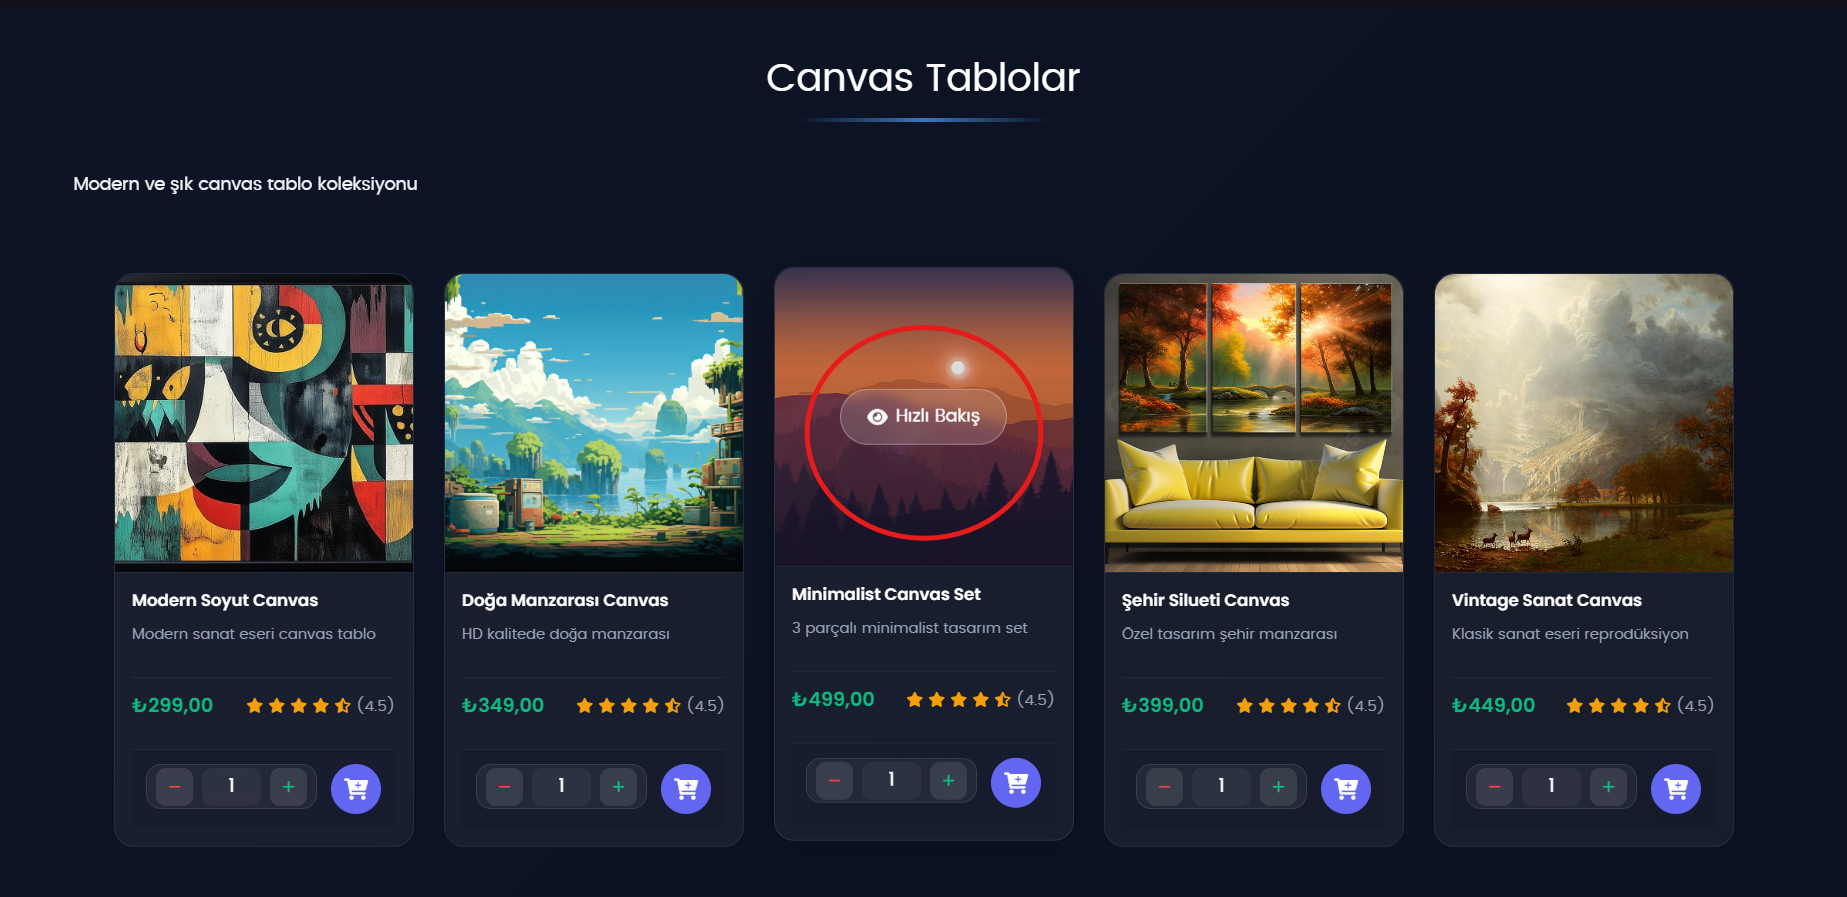 Canvas Tablolar
Modern ve şık canvas tablo koleksiyonu
Hızlı Bakış
Modern Soyut Canvas
Modern sanat eseri canvas tablo
₺299,00 (4.5)
1
Doğa Manzarası Canvas
HD kalitede doğa manzarası
₺349,00 (4.5)
1
Minimalist Canvas Set
3 parçalı minimalist tasarım set
₺499,00 (4.5)
1
Şehir Silueti Canvas
Özel tasarım şehir manzarası
₺399,00 (4.5)
1
Vintage Sanat Canvas
Klasik sanat eseri reprodüksiyon
₺449,00 (4.5)
1